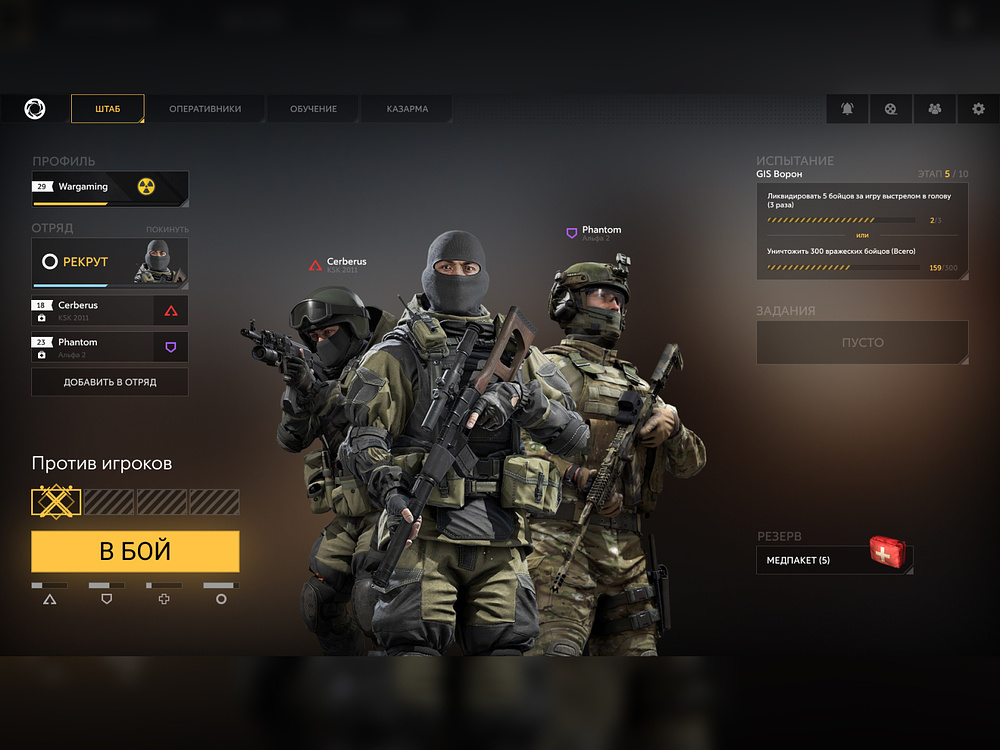 ШТАБ
ОПЕРАТИВНИКИ
ОБУЧЕНИЕ
КАЗАРМА
ПРОФИЛЬ
29 Wargaming
ОТРЯД ПОКИНУТЬ
РЕКРУТ
18 Cerberus
KSK 2011
23 Phantom
Альфа 2
ДОБАВИТЬ В ОТРЯД
Против игроков
В БОЙ
Cerberus
KSK 2011
Phantom
Альфа 2
ИСПЫТАНИЕ
GIS Ворон ЭТАП 5 / 10
Ликвидировать 5 бойцов за игру выстрелом в голову
(3 раза)
2/3
или
Уничтожить 300 вражеских бойцов (Всего)
159/300
ЗАДАНИЯ
ПУСТО
РЕЗЕРВ
МЕДПАКЕТ (5)